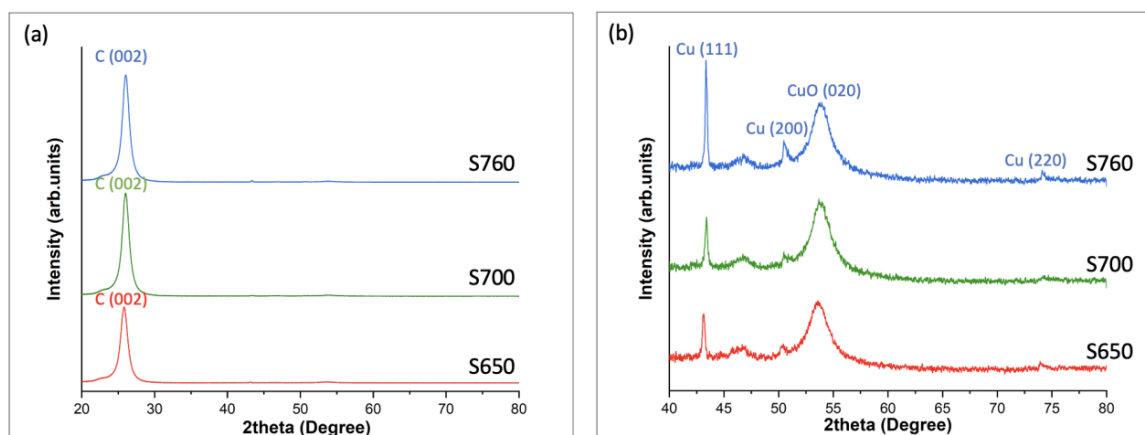 (a)
C (002)
S760
C (002)
S700
C (002)
S650
Intensity (arb.units)
20 30 40 50 60 70 80
2theta (Degree)
(b)
Cu (111)
CuO (020)
Cu (200)
Cu (220)
S760
S700
S650
Intensity (arb.units)
40 45 50 55 60 65 70 75 80
2theta (Degree)